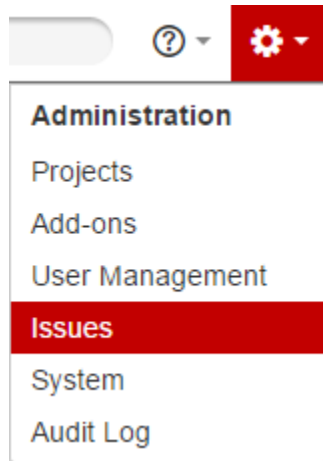 Administration
Projects
Add-ons
User Management
Issues
System
Audit Log